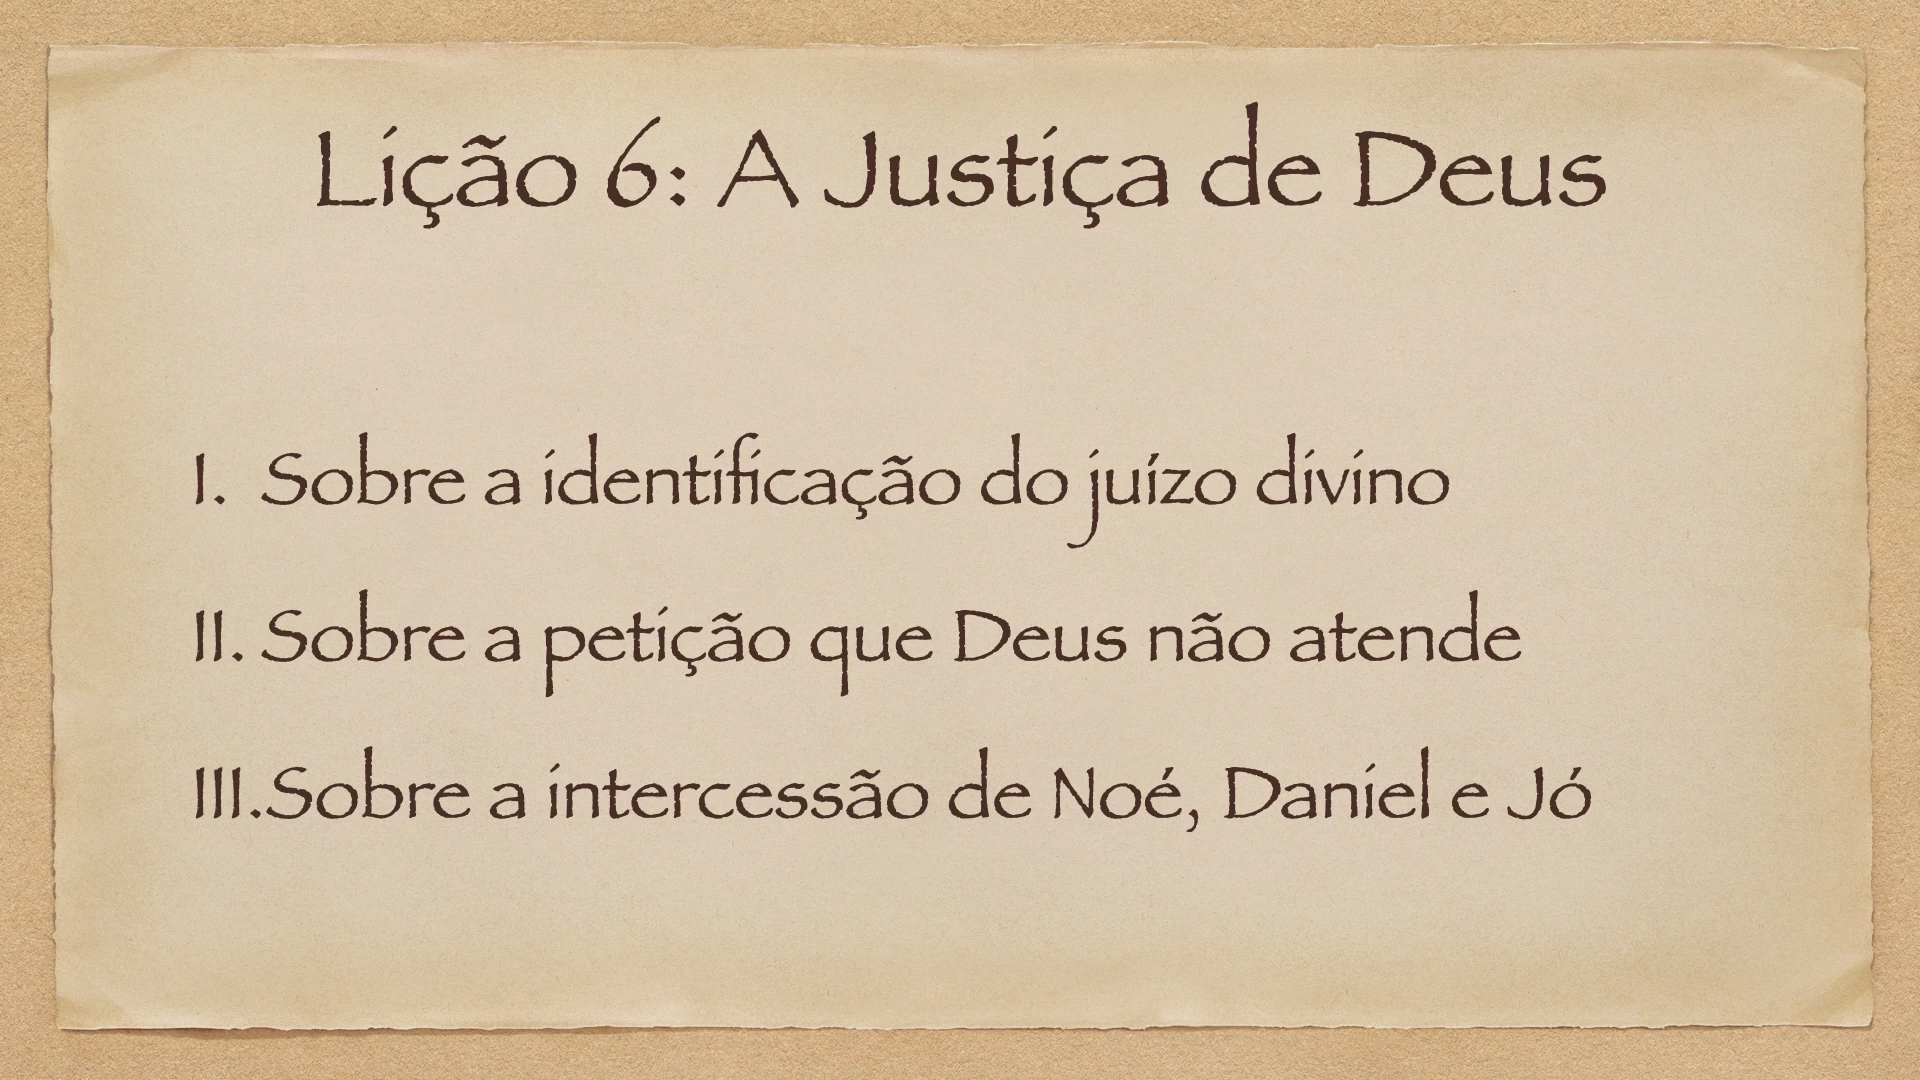 Lição 6: A Justiça de Deus
I. Sobre a identificação do juízo divino
II. Sobre a petição que Deus não atende
III.Sobre a intercessão de Noé, Daniel e Jó